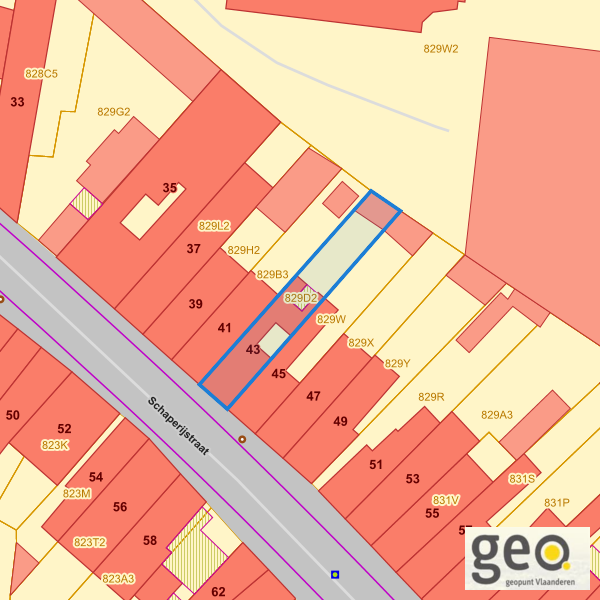 829W2
828C5
33
829G2
35
829L2
37
829H2
829B3
39
829D2
41
829W
43
829X
45
829Y
47
829R
49
Schaperijstraat
829A3
50
52
823K
51
53
831S
54
823M
831V
831P
56
55
57
823T2
58
823A3
62
geo.
geopunt Vlaanderen